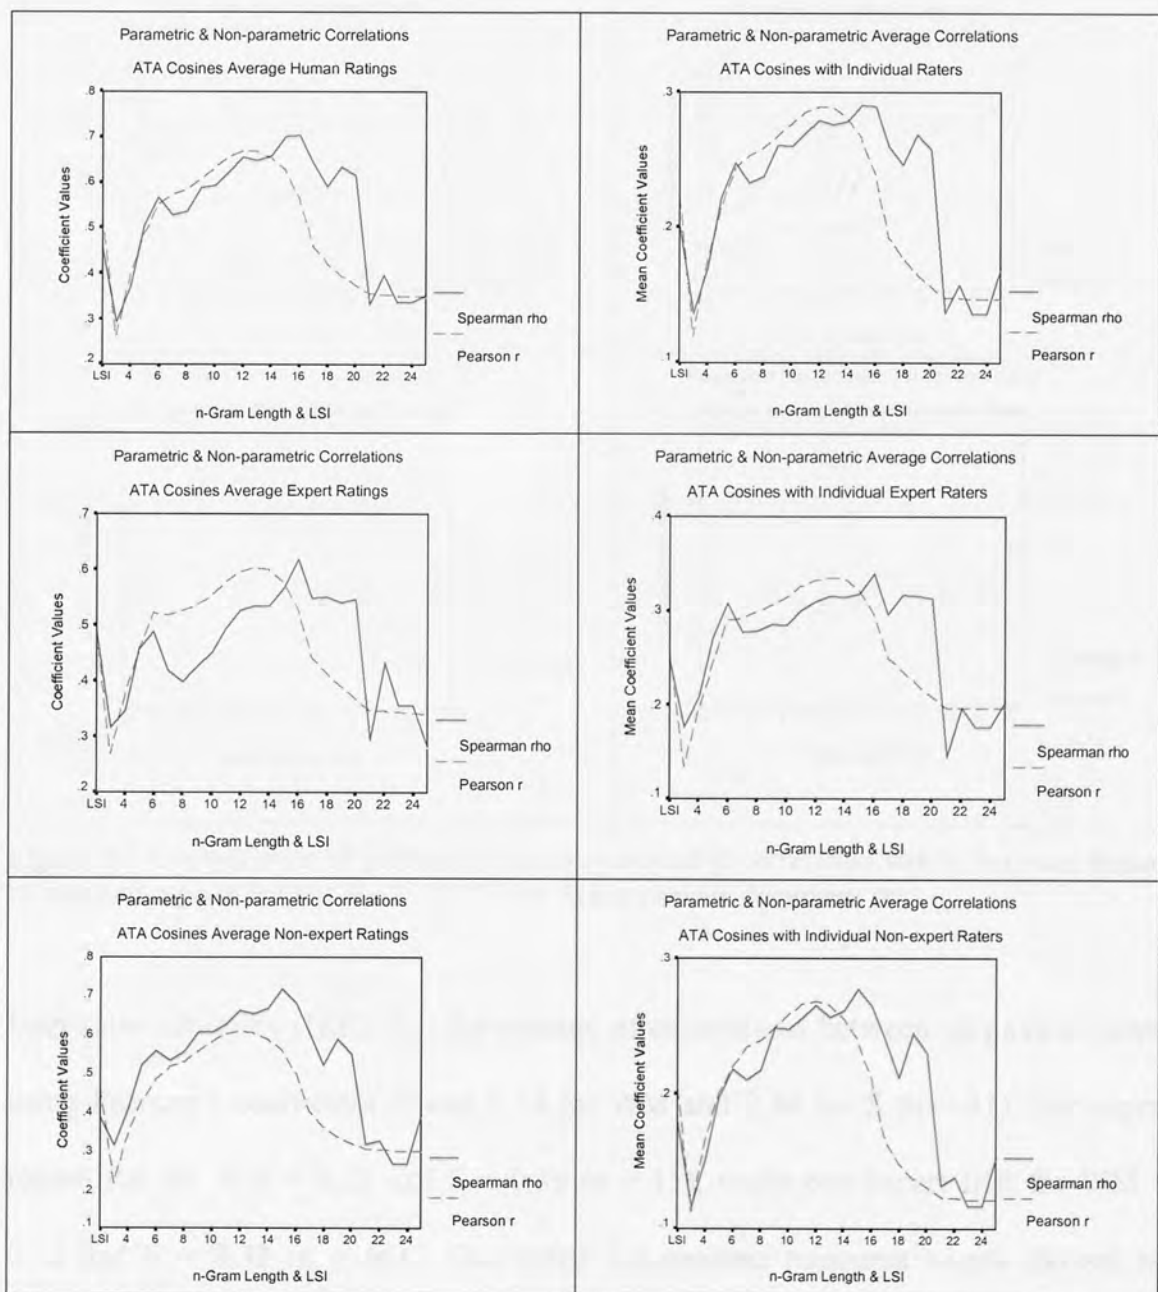 Parametric & Non-parametric Correlations
ATA Cosines Average Human Ratings
.8
.7
.6
.5
.4
.3
.2
Coefficient Values
LSI 4 6 8 10 12 14 16 18 20 22 24
n-Gram Length & LSI
Spearman rho
Pearson r
Parametric & Non-parametric Average Correlations
ATA Cosines with Individual Raters
.3
.2
.1
Mean Coefficient Values
LSI 4 6 8 10 12 14 16 18 20 22 24
n-Gram Length & LSI
Spearman rho
Pearson r
Parametric & Non-parametric Correlations
ATA Cosines Average Expert Ratings
.7
.6
.5
.4
.3
.2
Coefficient Values
LSI 4 6 8 10 12 14 16 18 20 22 24
n-Gram Length & LSI
Spearman rho
Pearson r
Parametric & Non-parametric Average Correlations
ATA Cosines with Individual Expert Raters
.4
.3
.2
.1
Mean Coefficient Values
LSI 4 6 8 10 12 14 16 18 20 22 24
n-Gram Length & LSI
Spearman rho
Pearson r
Parametric & Non-parametric Correlations
ATA Cosines Average Non-expert Ratings
.8
.7
.6
.5
.4
.3
.2
.1
Coefficient Values
LSI 4 6 8 10 12 14 16 18 20 22 24
n-Gram Length & LSI
Spearman rho
Pearson r
Parametric & Non-parametric Average Correlations
ATA Cosines with Individual Non-expert Raters
.3
.2
.1
Mean Coefficient Values
LSI 4 6 8 10 12 14 16 18 20 22 24
n-Gram Length & LSI
Spearman rho
Pearson r